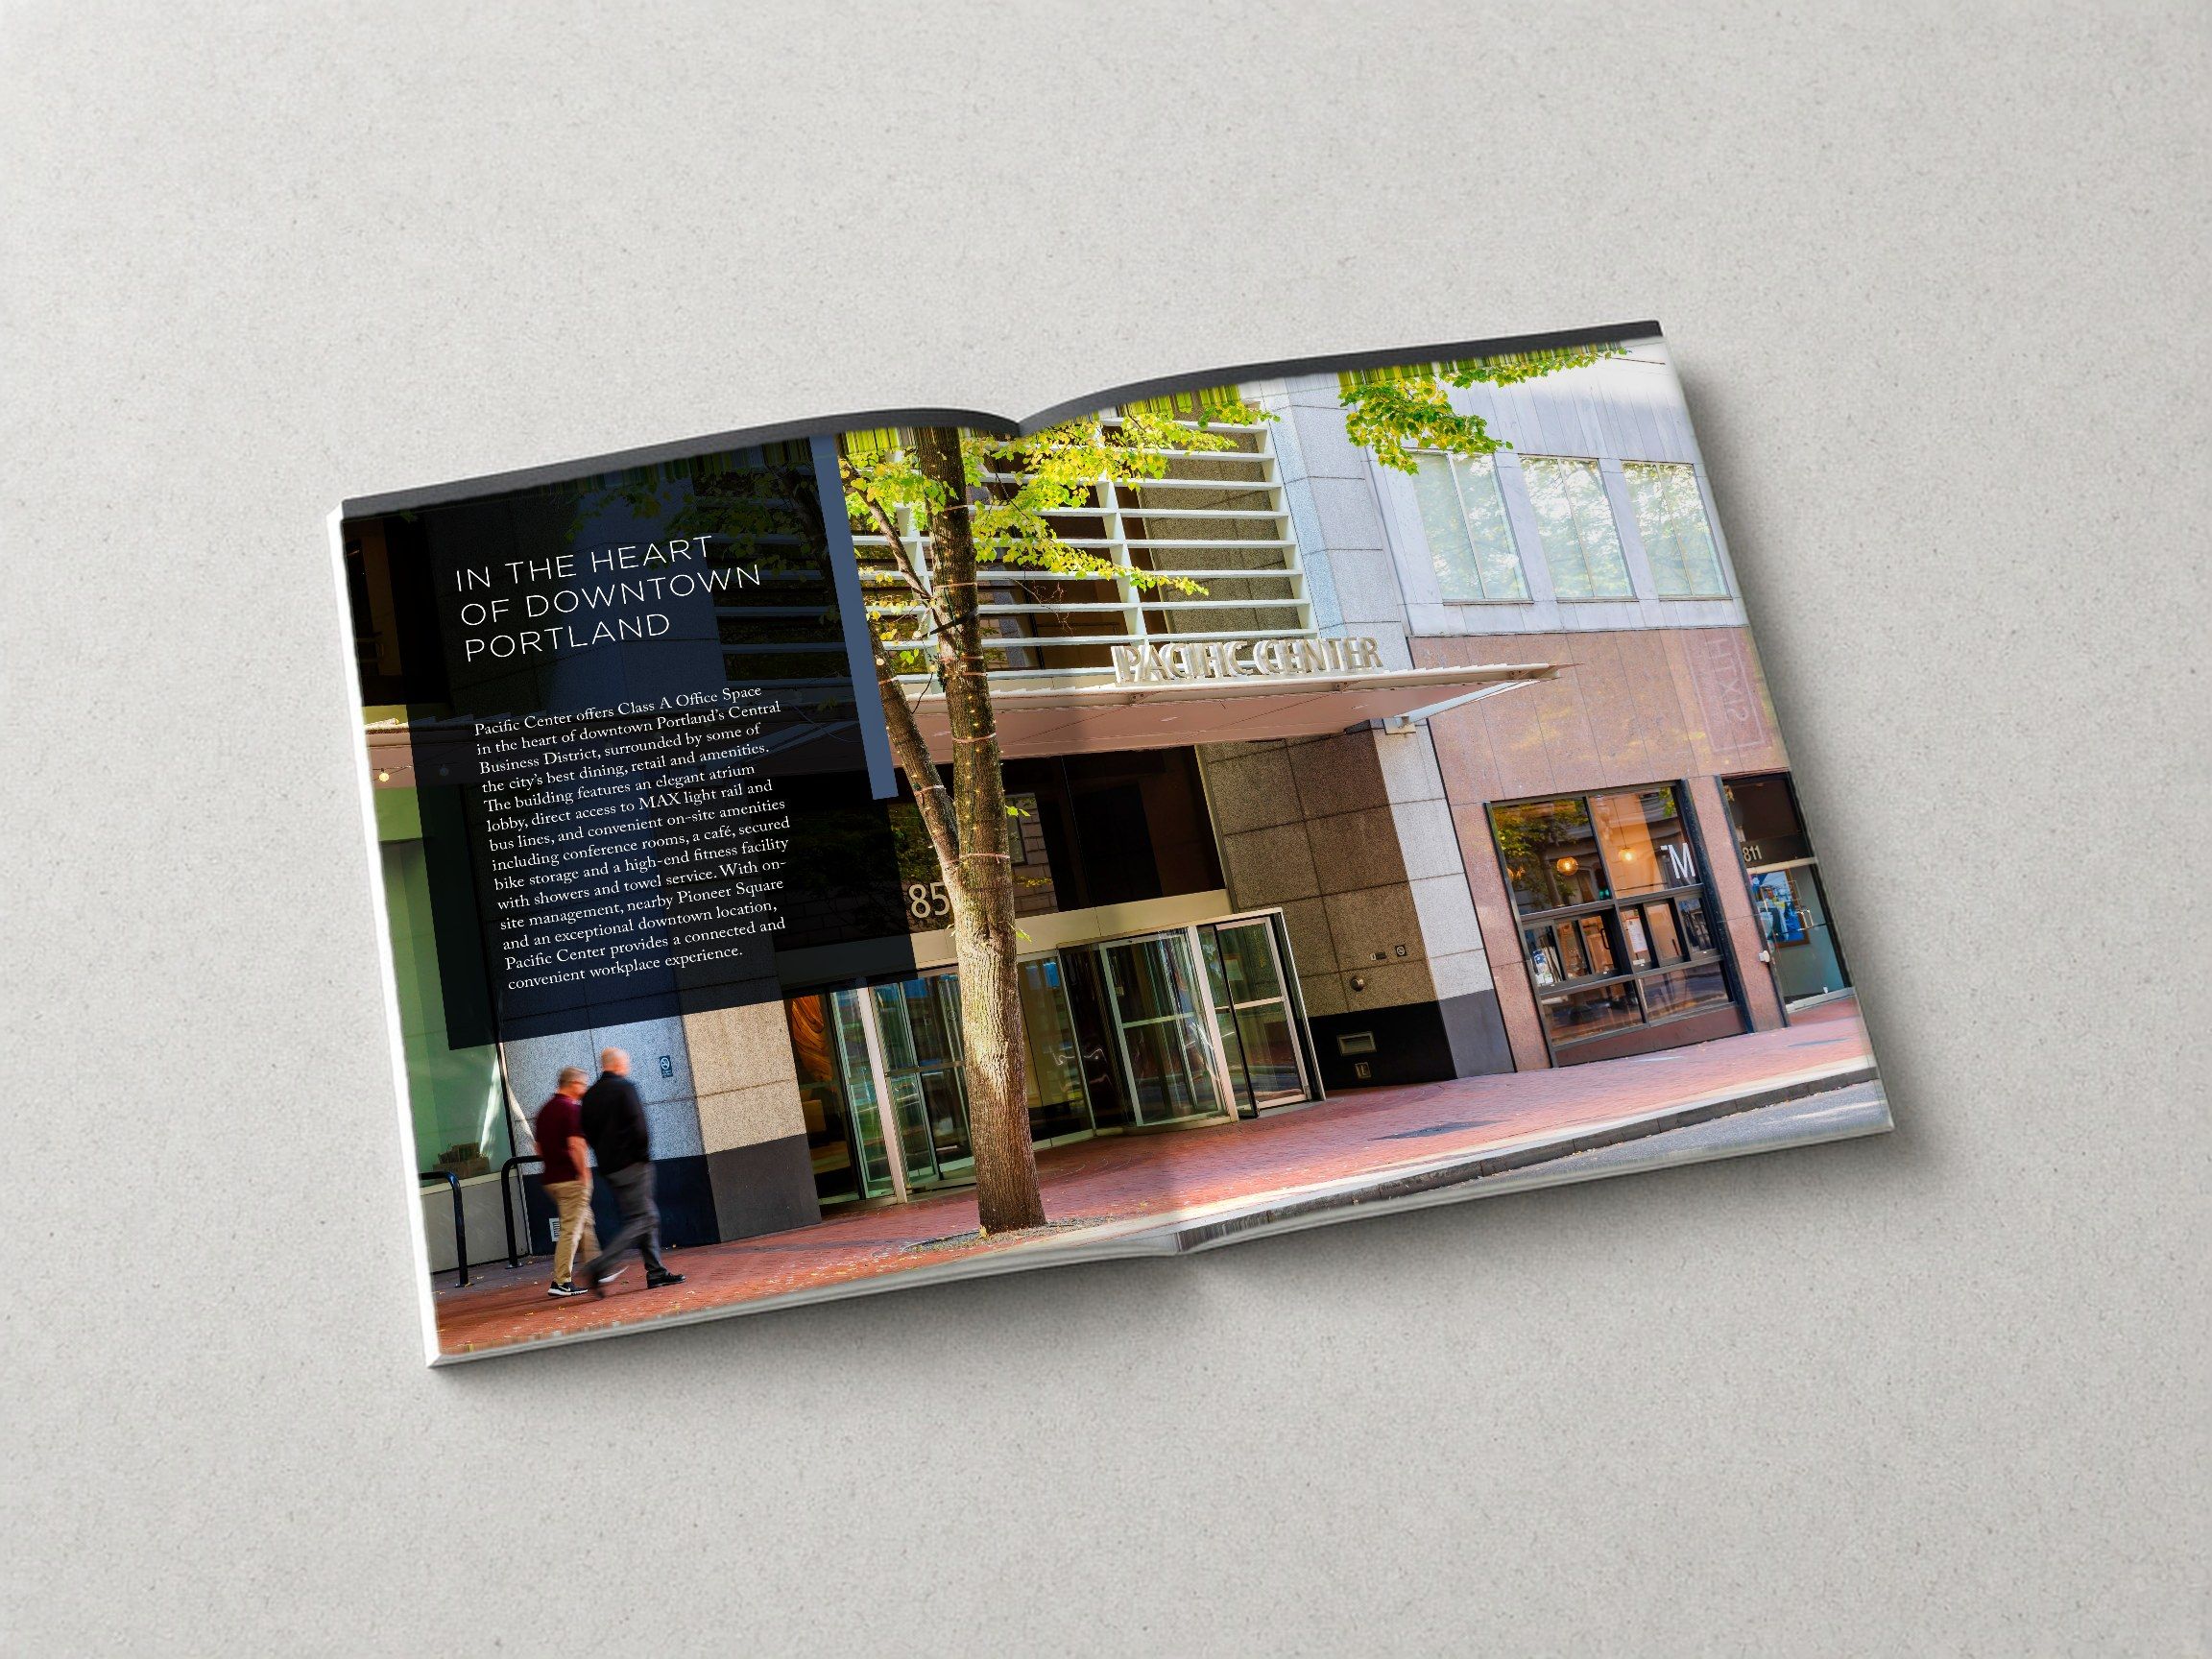 IN THE HEART
OF DOWNTOWN
PORTLAND
Pacific Center offers Class A Office Space
in the heart of downtown Portland's Central
Business District, surrounded by some of
the city's best dining, retail and amenities.
The building features an elegant atrium
lobby, direct access to MAX light rail and
bus lines, and convenient on-site amenities
including conference rooms, a café, secured
bike storage and a high-end fitness facility
with showers and towel service. With on-
site management, nearby Pioneer Square
and an exceptional downtown location,
Pacific Center provides a connected and
convenient workplace experience.
PACIFIC CENTER
85
"M
811